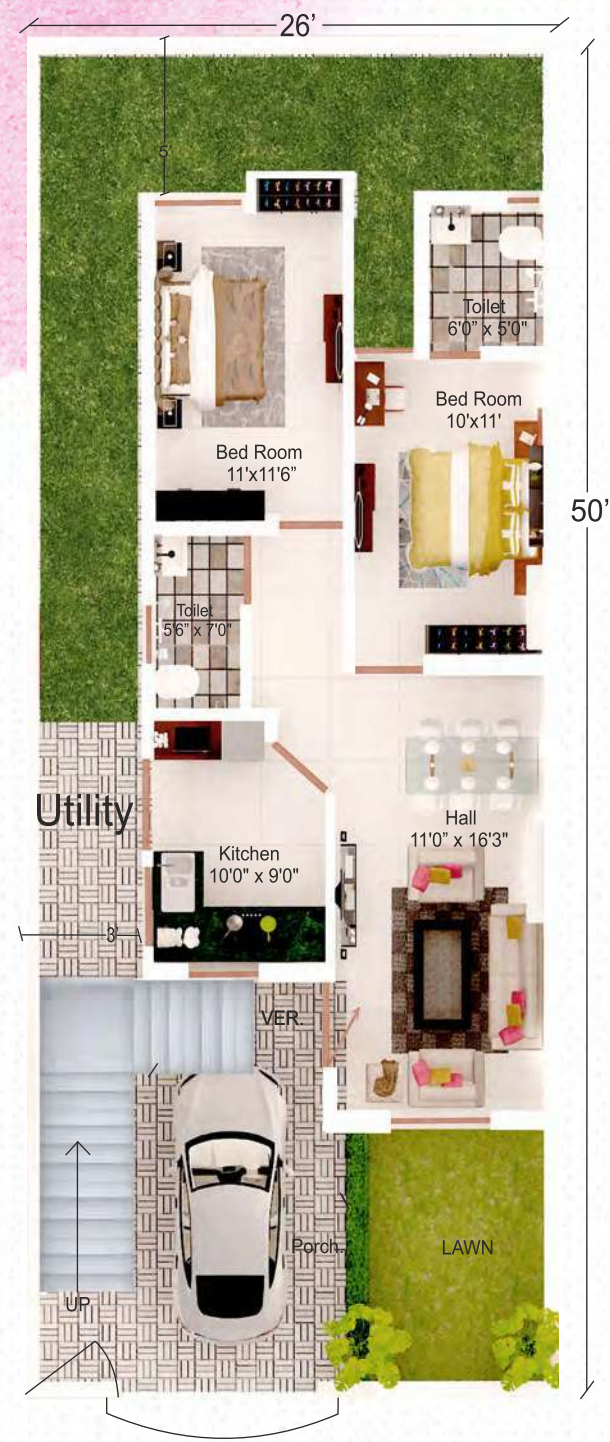 26'
5'
Toilet
6'0" x 5'0"
Bed Room
10'x11'
Bed Room
11'x11'6"
50'
Toilet
5'6" x 7'0"
Utility
Hall
11'0" x 16'3"
Kitchen
10'0" x 9'0"
3'
VER.
Porch.
LAWN
UP